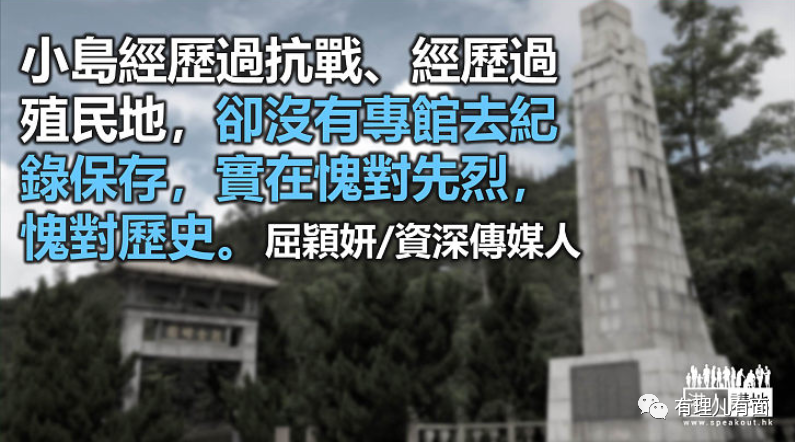 小島經歷過抗戰、經歷過
殖民地，卻沒有專館去紀
錄保存，實在愧對先烈，
愧對歷史。屈穎妍/資深傳媒人
有理儿有面
www.speakout.hk